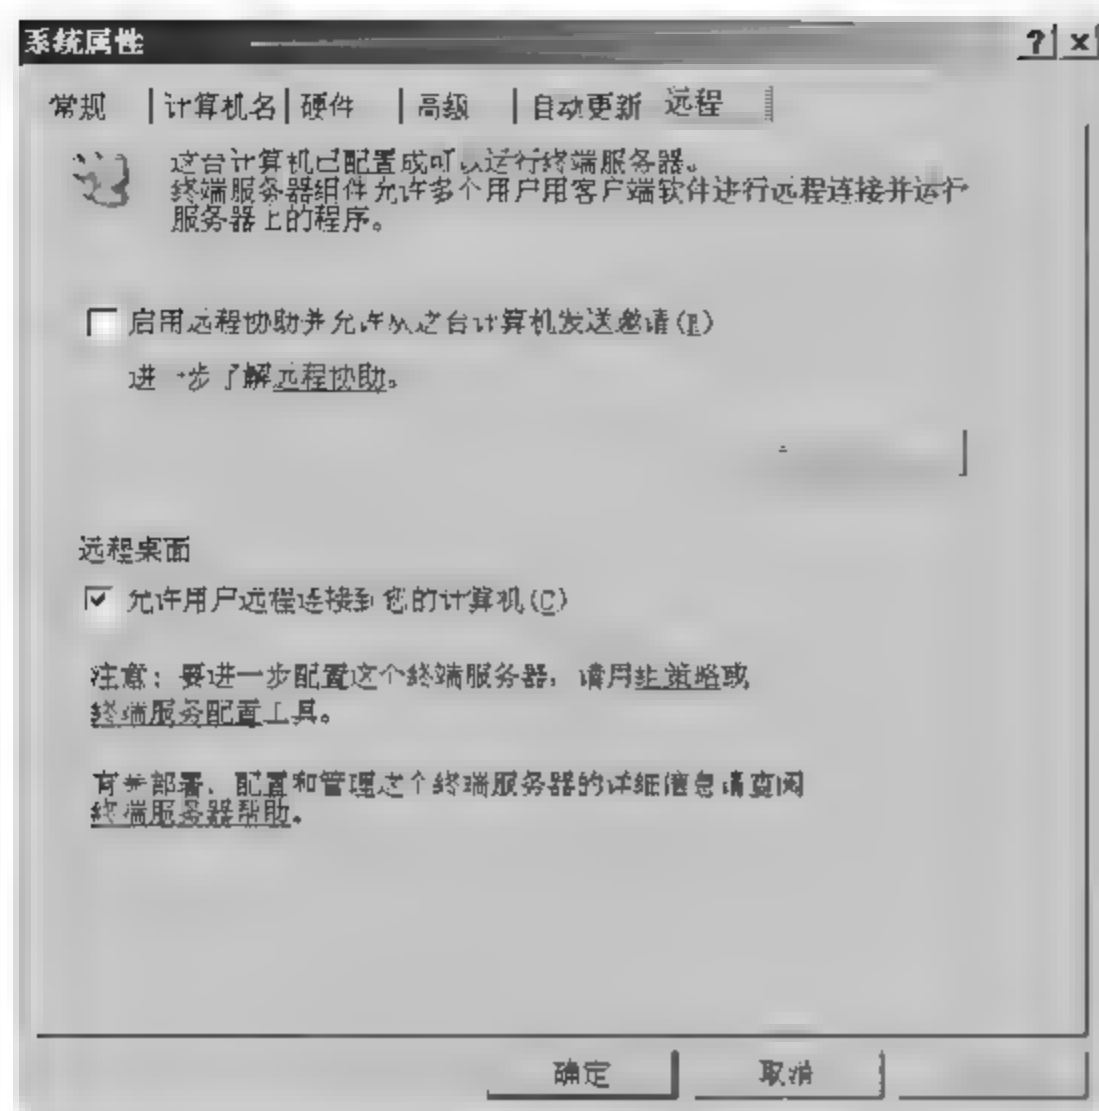 系统属性
常规 计算机名 硬件 高级 自动更新 远程
这台计算机已配置成可以运行终端服务器。
终端服务器组件允许多个用户用客户端软件进行远程连接并运行
服务器上的程序。
启用远程协助并允许从这台计算机发送邀请(R)
进一步了解远程协助。
远程桌面
允许用户远程连接到您的计算机(C)
注意: 要进一步配置这个终端服务器, 请用组策略或
终端服务配置工具。
有关部署、配置和管理这个终端服务器的详细信息请查阅
终端服务器帮助。
确定 取消